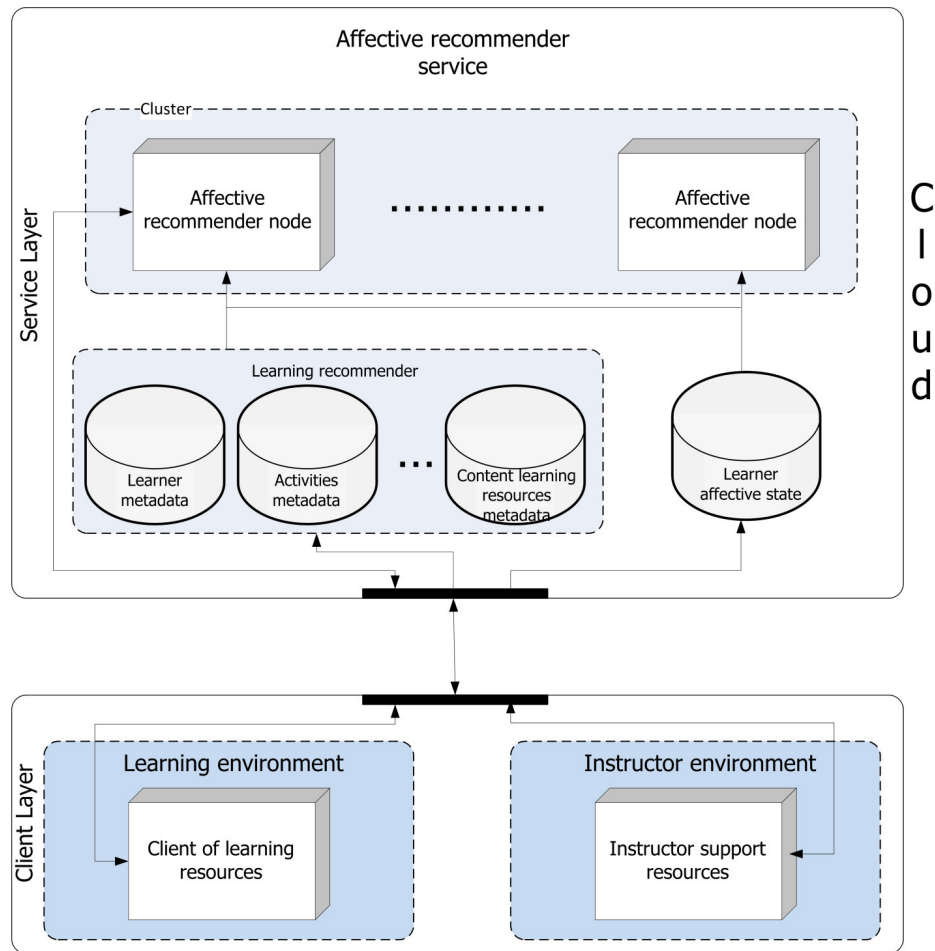 Affective recommender
service
Cluster
Affective
recommender node
Affective
recommender node
Service Layer
Cloud
Learning recommender
Learner
metadata
Activities
metadata
Content learning
resources
metadata
Learner
affective state
Client Layer
Learning environment
Client of learning
resources
Instructor environment
Instructor support
resources